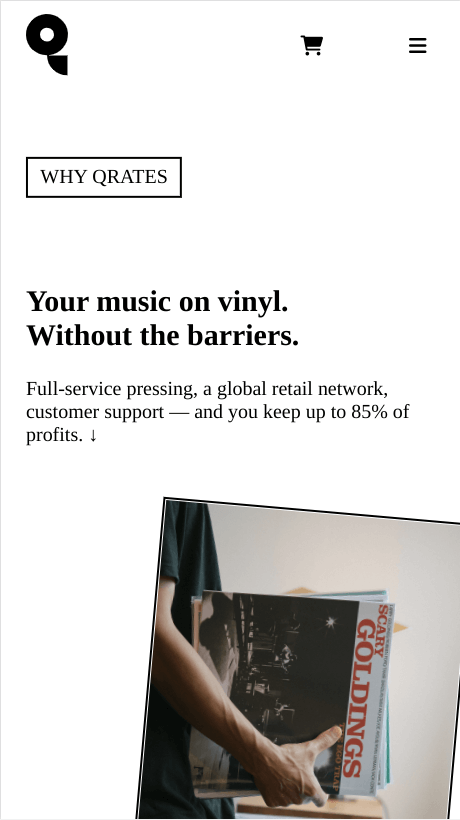 WHY QRATES
Your music on vinyl.
Without the barriers.
Full-service pressing, a global retail network,
customer support — and you keep up to 85% of
profits. ↓
SCARY
GOLDINGS